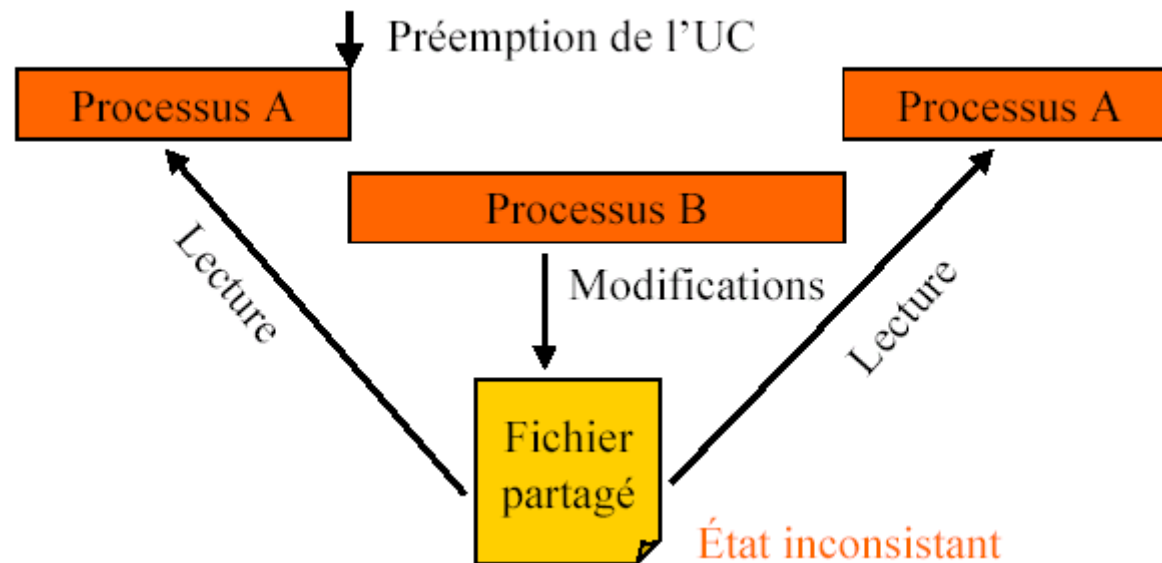 Préemption de l'UC
Processus A
Processus A
Processus B
Lecture
Modifications
Lecture
Fichier
partagé
État inconsistant